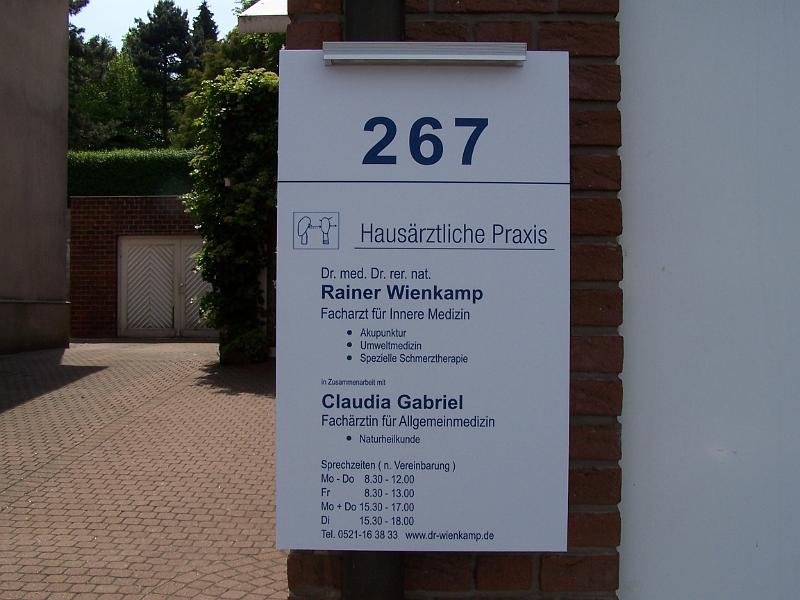 267
Hausärztliche Praxis
Dr. med. Dr. rer. nat.
Rainer Wienkamp
Facharzt für Innere Medizin
• Akupunktur
• Umweltmedizin
• Spezielle Schmerztherapie
in Zusammenarbeit mit
Claudia Gabriel
Fachärztin für Allgemeinmedizin
• Naturheilkunde
Sprechzeiten ( n. Vereinbarung )
Mo - Do 8.30 - 12.00
Fr 8.30 - 13.00
Mo + Do 15.30 - 17.00
Di 15.30 - 18.00
Tel. 0521-16 38 33 www.dr-wienkamp.de